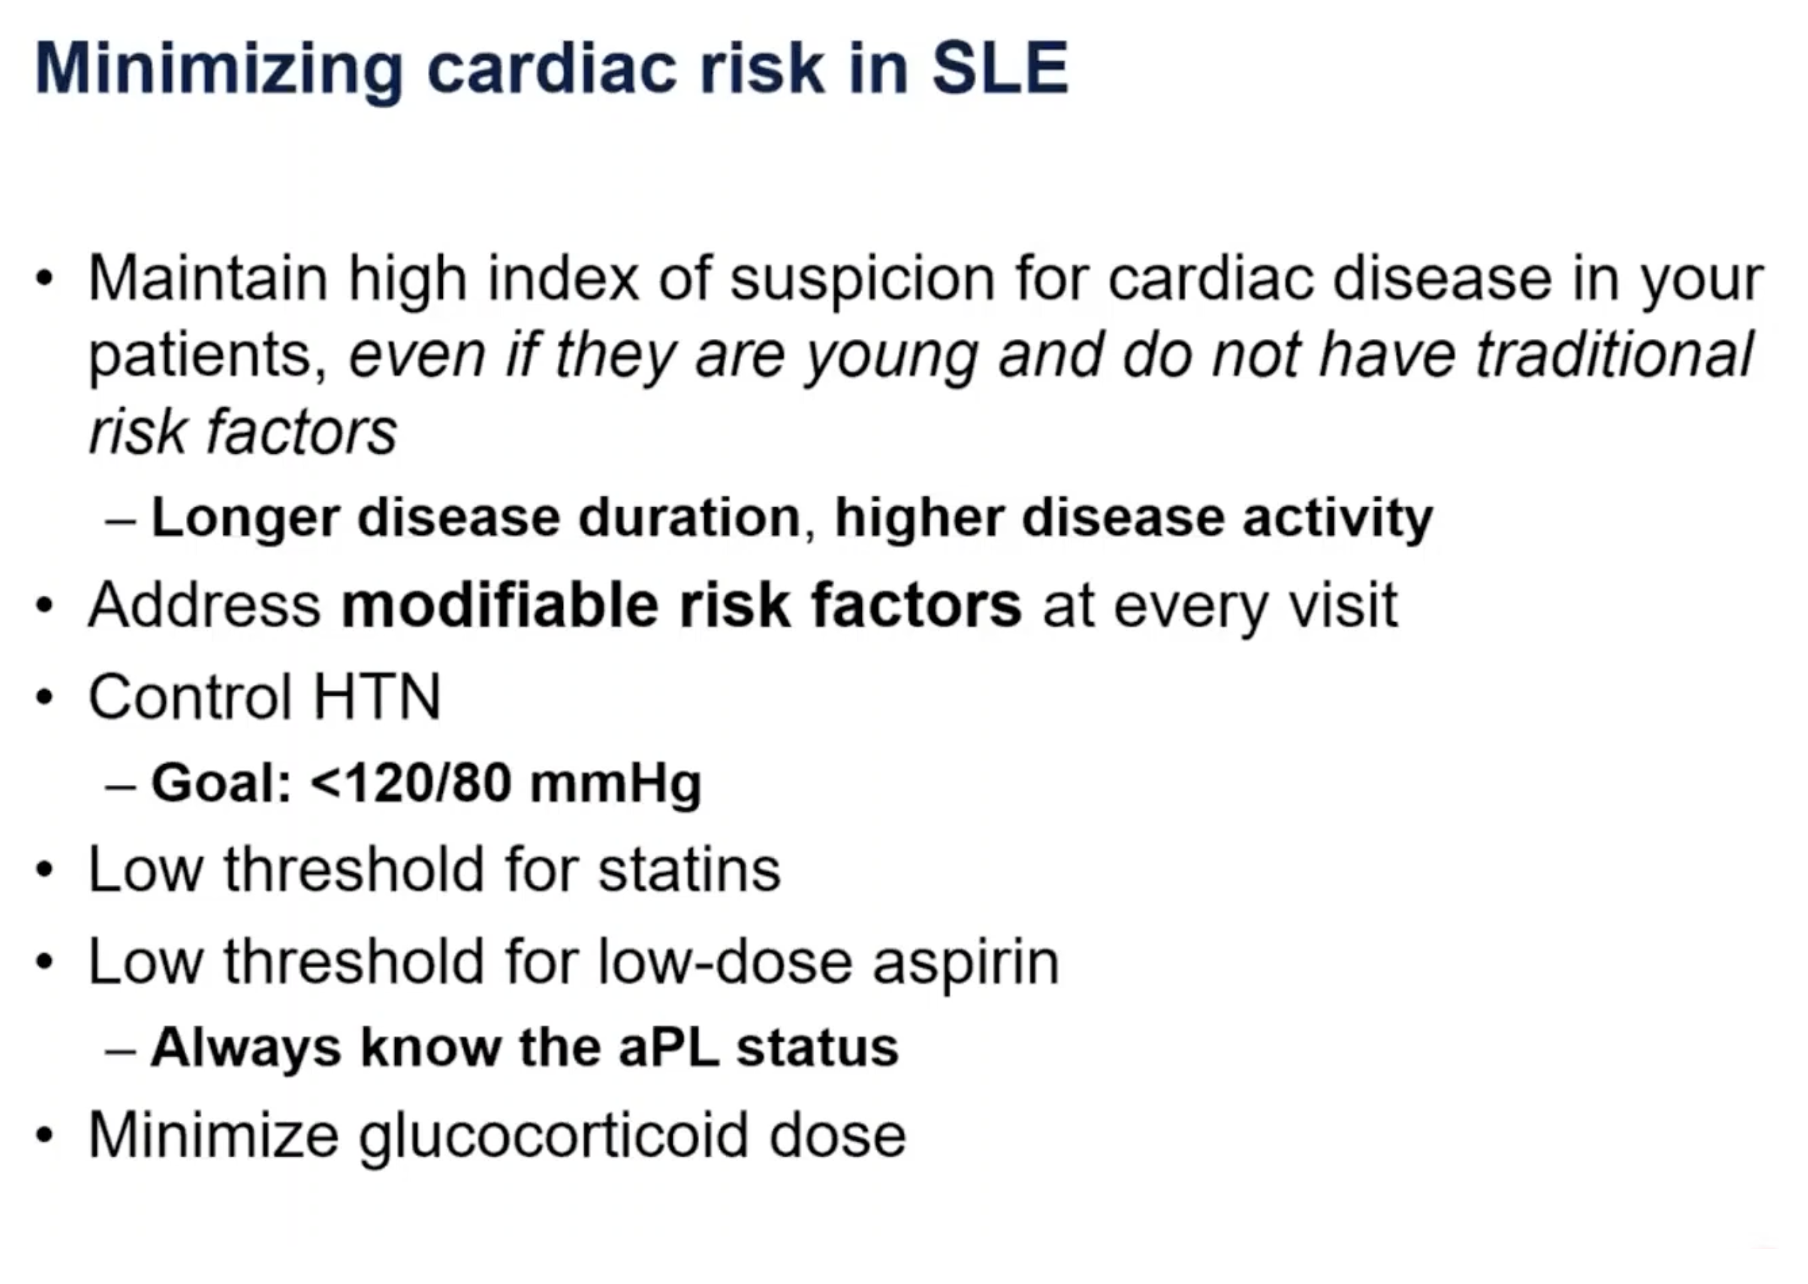 Minimizing cardiac risk in SLE
• Maintain high index of suspicion for cardiac disease in your
patients, even if they are young and do not have traditional
risk factors
– Longer disease duration, higher disease activity
• Address modifiable risk factors at every visit
• Control HTN
– Goal: <120/80 mmHg
• Low threshold for statins
• Low threshold for low-dose aspirin
– Always know the aPL status
• Minimize glucocorticoid dose